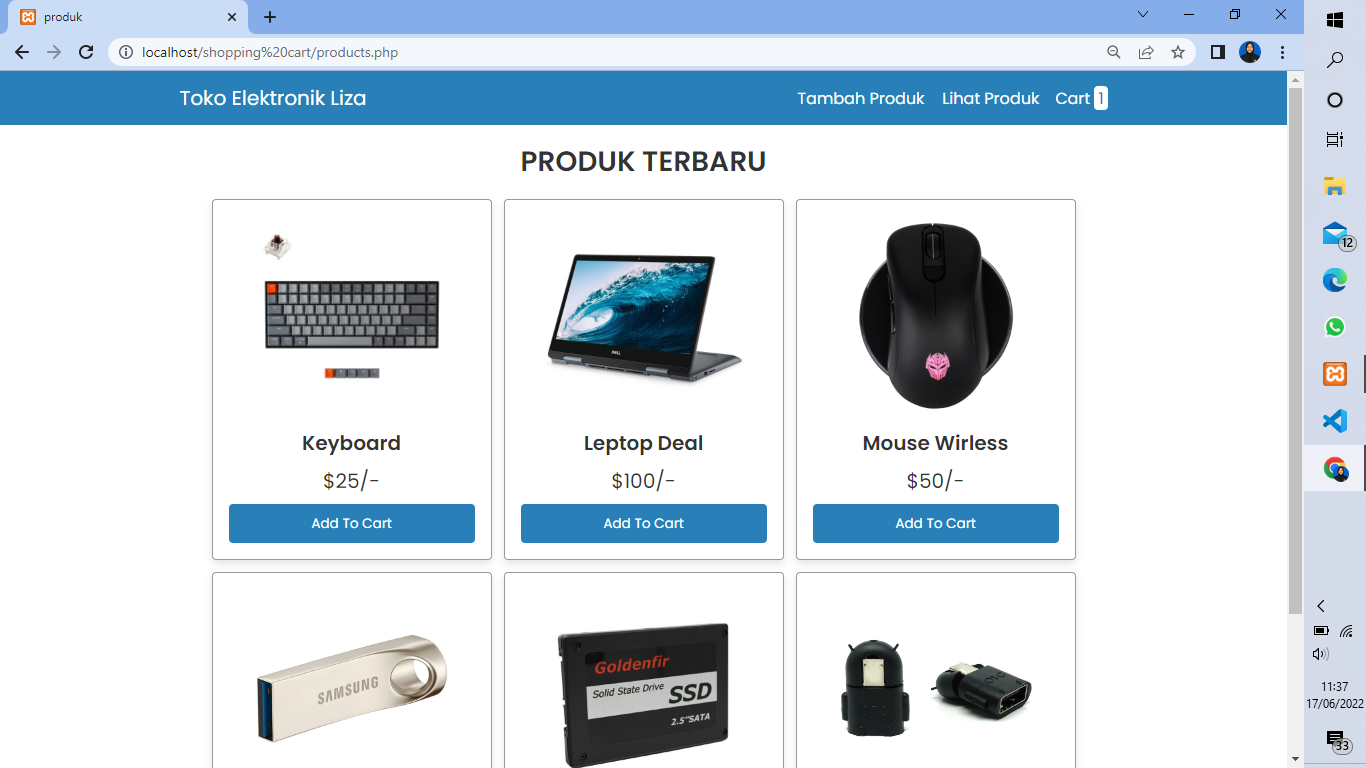 produk
localhost/shopping%20cart/products.php
Toko Elektronik Liza
Tambah Produk Lihat Produk Cart 1
PRODUK TERBARU
DELL
Keyboard
Leptop Deal
Mouse Wirless
$25/-
$100/-
$50/-
Add To Cart
Add To Cart
Add To Cart
SAMSUNG
Goldenfir
Solid State Drive
SSD
2.5"SATA
12
11:37
17/06/2022
33